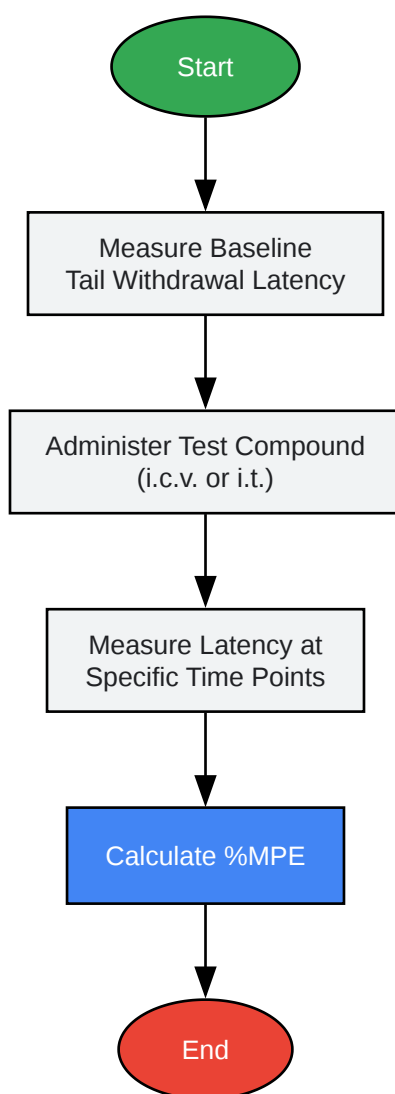 Start
Measure Baseline
Tail Withdrawal Latency
Administer Test Compound
(i.c.v. or i.t.)
Measure Latency at
Specific Time Points
Calculate %MPE
End